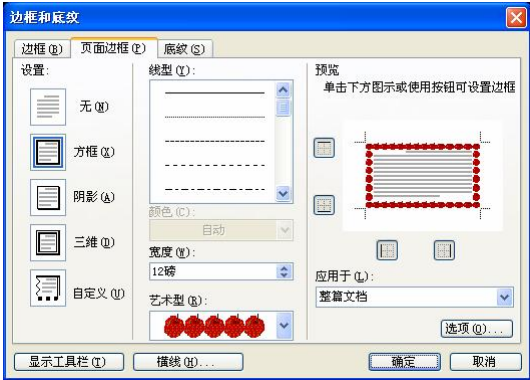 边框和底纹
边框(B) 页面边框(P) 底纹(S)
设置:
无(N)
方框(X)
阴影(A)
三维(D)
自定义(U)
线型(Y):
颜色(C):
自动
宽度(W):
12磅
艺术型(R):
预览
单击下方图示或使用按钮可设置边框
应用于(L):
整篇文档
选项(O)...
显示工具栏(T) 横线(H)... 确定 取消